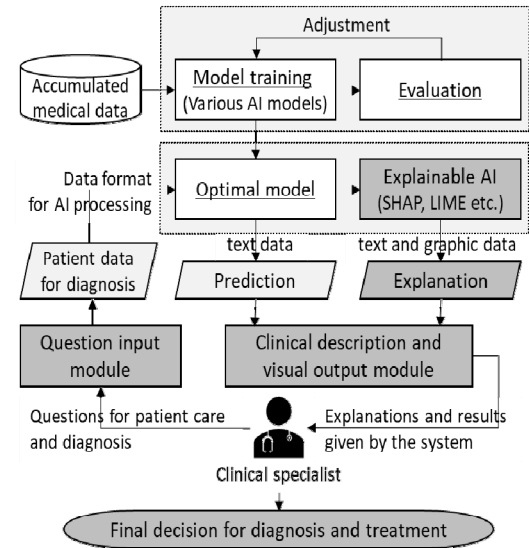 Adjustment
Accumulated
medical data
Model training
(Various AI models)
Evaluation
Data format
for AI processing
Optimal model
Explainable AI
(SHAP, LIME etc.)
text data
text and graphic data
Patient data
for diagnosis
Prediction
Explanation
Question input
module
Clinical description and
visual output module
Questions for patient care
and diagnosis
Explanations and results
given by the system
Clinical specialist
Final decision for diagnosis and treatment